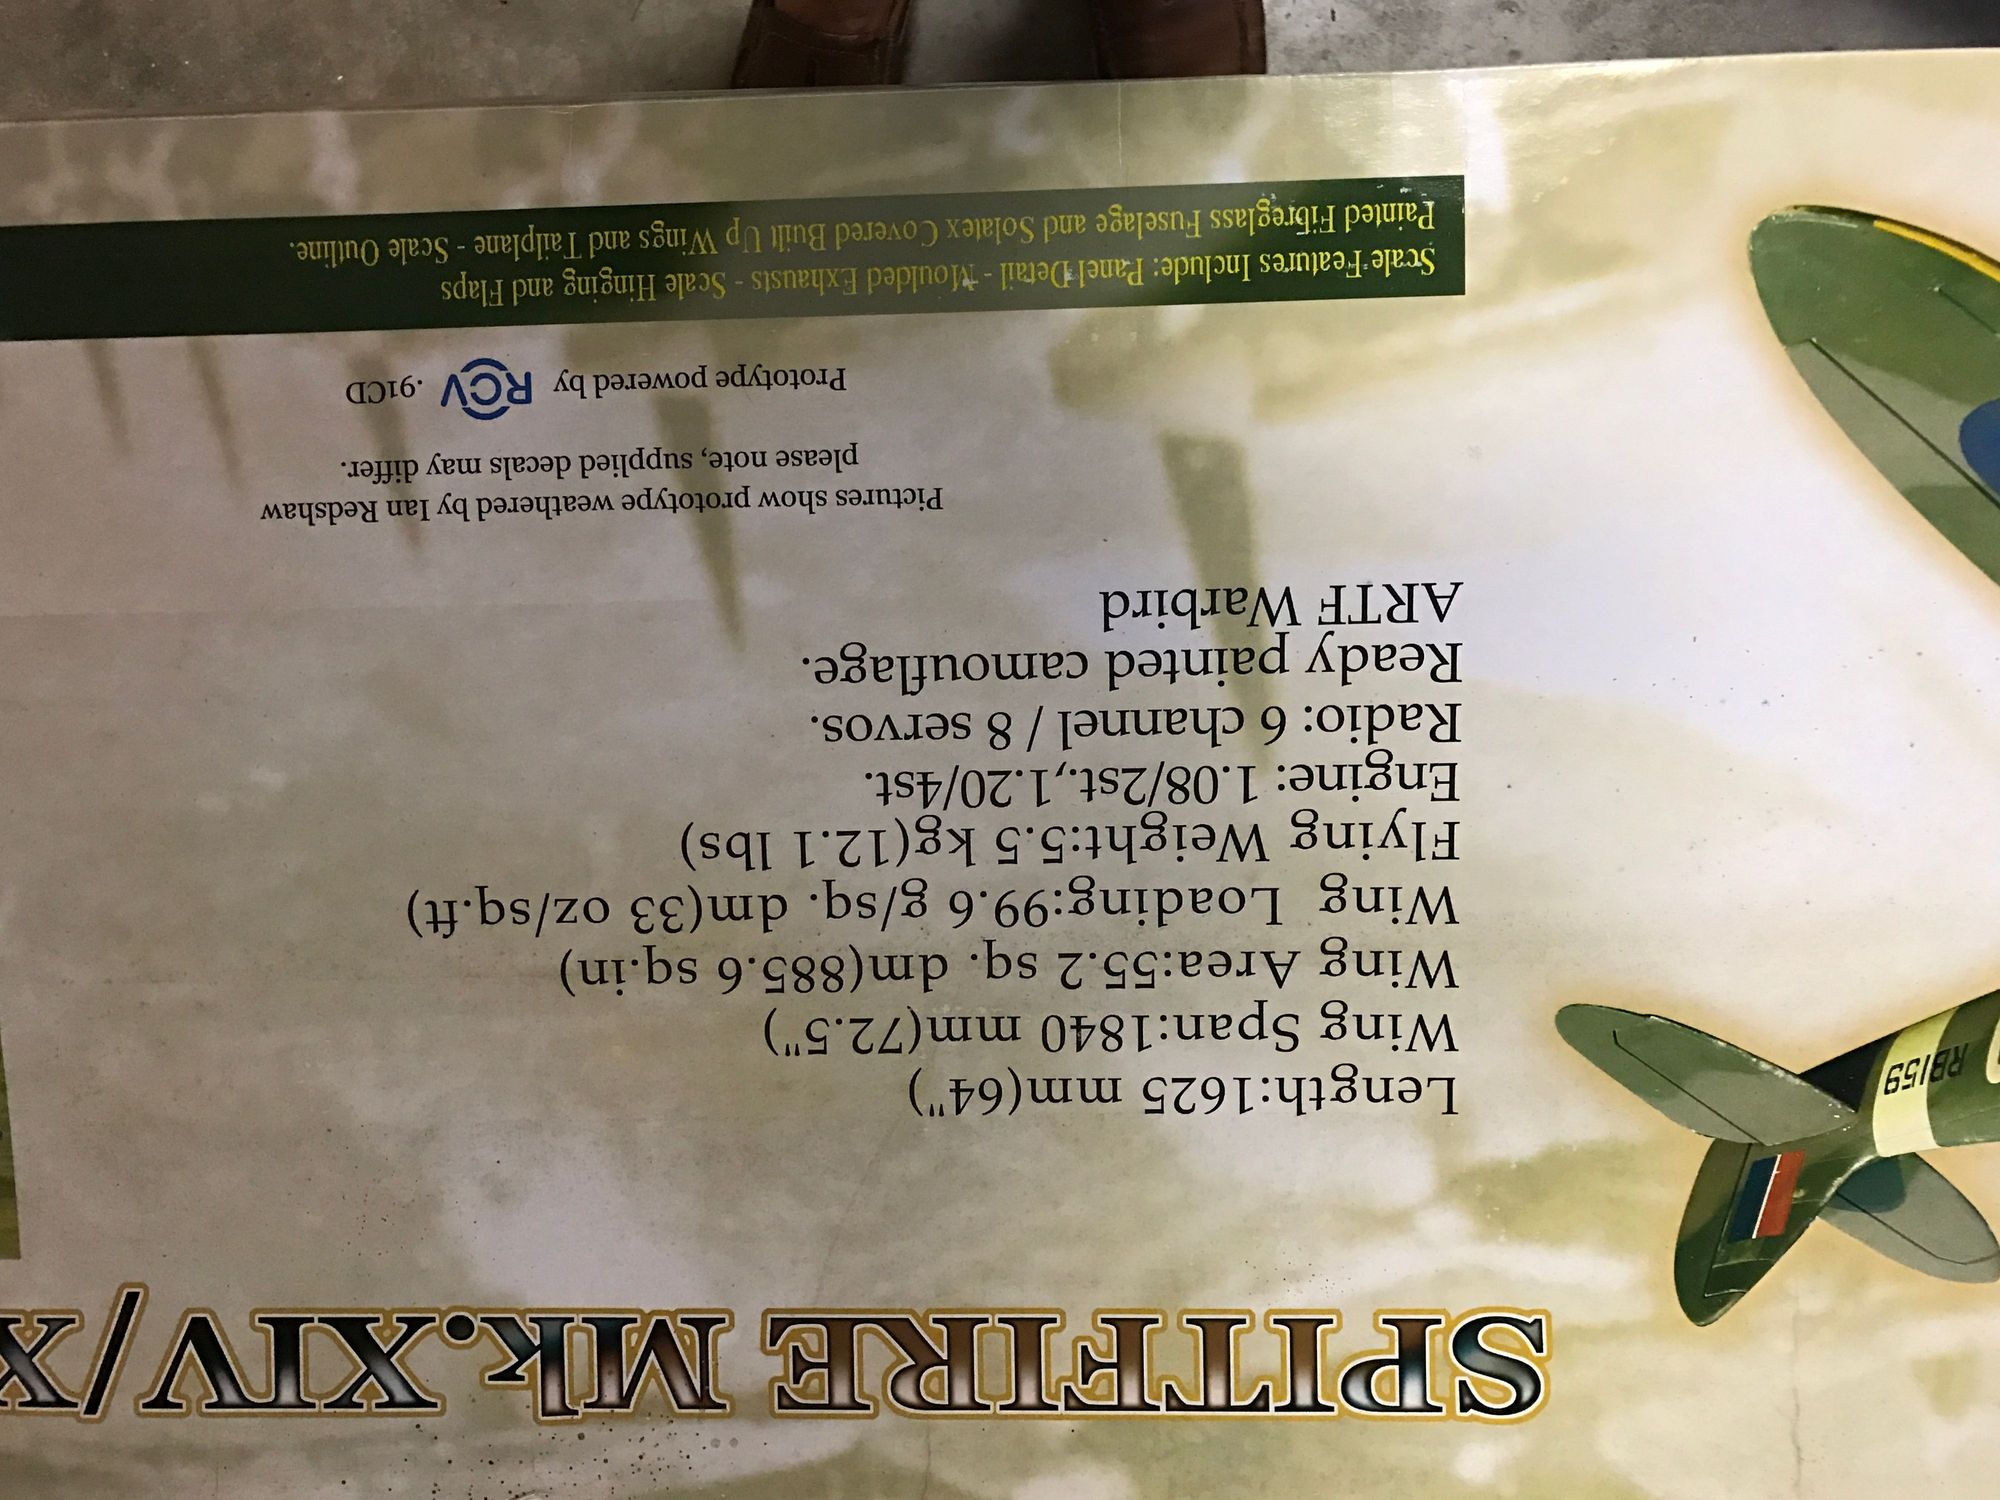 SPITFIRE Mk.XIV/X
RB159
Length:1625 mm(64")
Wing Span:1840 mm(72.5")
Wing Area:55.2 sq. dm(885.6 sq.in)
Wing Loading:99.6 g/sq. dm(33 oz/sq.ft)
Flying Weight:5.5 kg(12.1 lbs)
Engine: 1.08/2st.,1.20/4st.
Radio: 6 channel / 8 servos.
Ready painted camouflage.
ARTF Warbird
Pictures show prototype weathered by Ian Redshaw
please note, supplied decals may differ.
Prototype powered by RCV .91CD
Scale Features Include: Panel Detail - Moulded Exhausts - Scale Hinging and Flaps
Painted Fibreglass Fuselage and Solatex Covered Built Up Wings and Tailplane - Scale Outline.